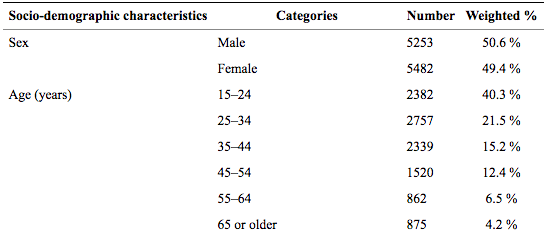 Socio-demographic characteristics Categories Number Weighted %
Sex Male 5253 50.6 %
Female 5482 49.4 %
Age (years) 15–24 2382 40.3 %
25–34 2757 21.5 %
35–44 2339 15.2 %
45–54 1520 12.4 %
55–64 862 6.5 %
65 or older 875 4.2 %